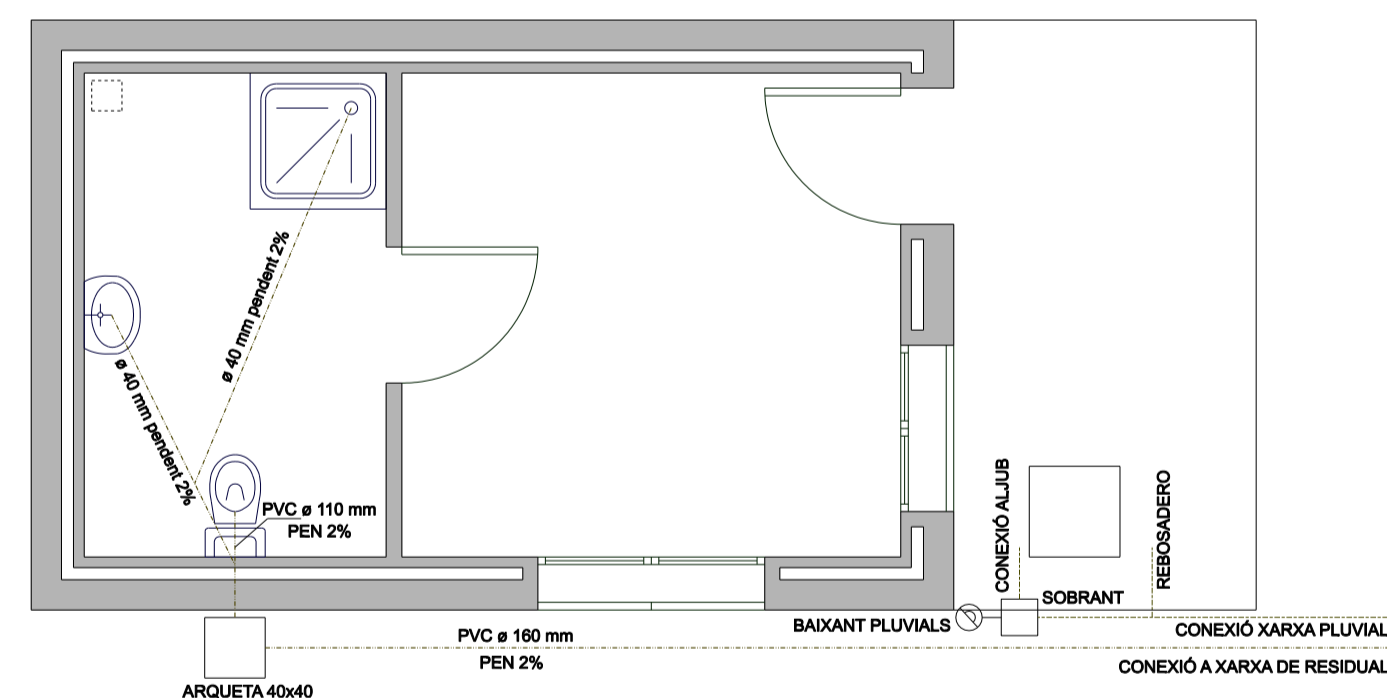 ø 40 mm pendent 2%
ø 40 mm pendent 2%
PVC ø 110 mm
PEN 2%
CONEXIÓ ALJUB
REBOSADERO
SOBRANT
BAIXANT PLUVIALS
CONEXIÓ XARXA PLUVIAL
PVC ø 160 mm
PEN 2%
CONEXIÓ A XARXA DE RESIDUAL
ARQUETA 40x40